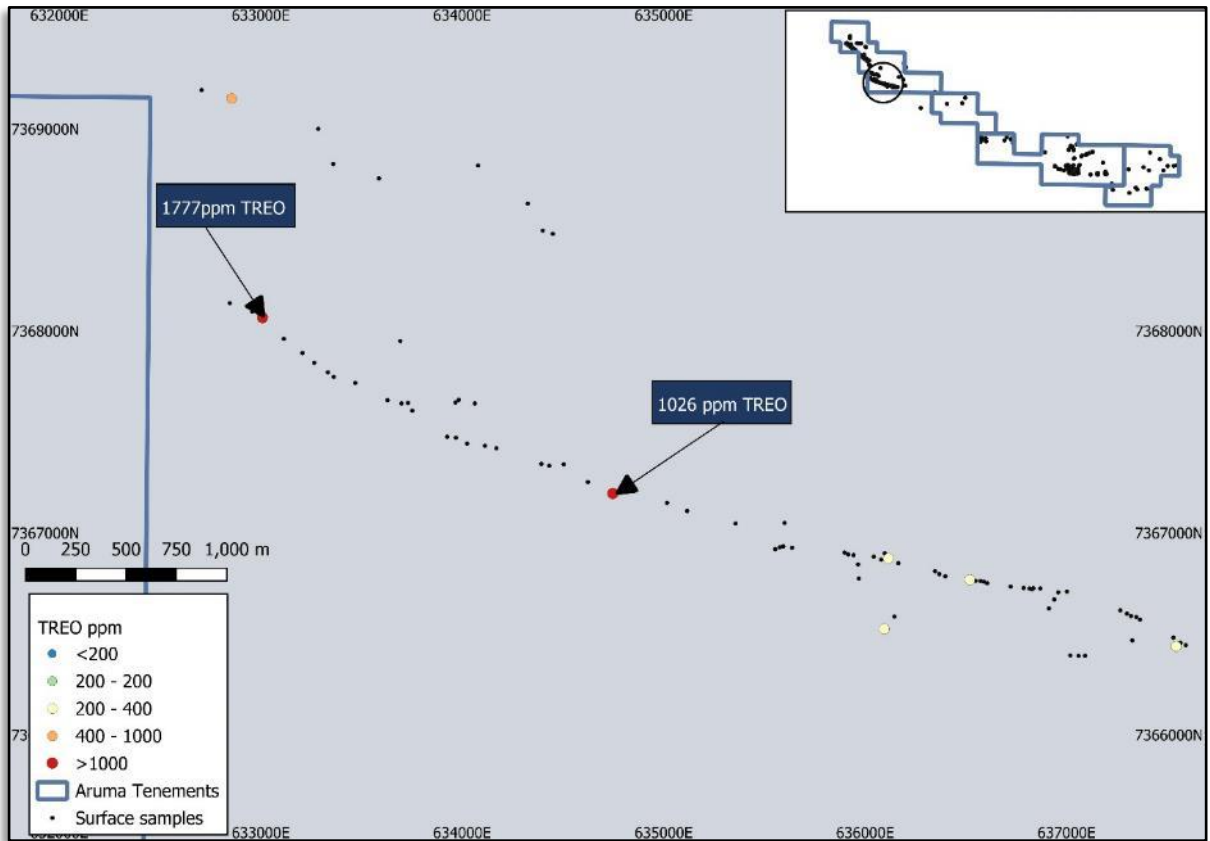 632000E
633000E
634000E
635000E
7369000N
1777ppm TREO
7368000N
7368000N
1026 ppm TREO
7367000N
7367000N
0 250 500 750 1,000 m
TREO ppm
<200
200 - 200
200 - 400
400 - 1000
>1000
Aruma Tenements
Surface samples
7366000N
633000E
634000E
635000E
636000E
637000E